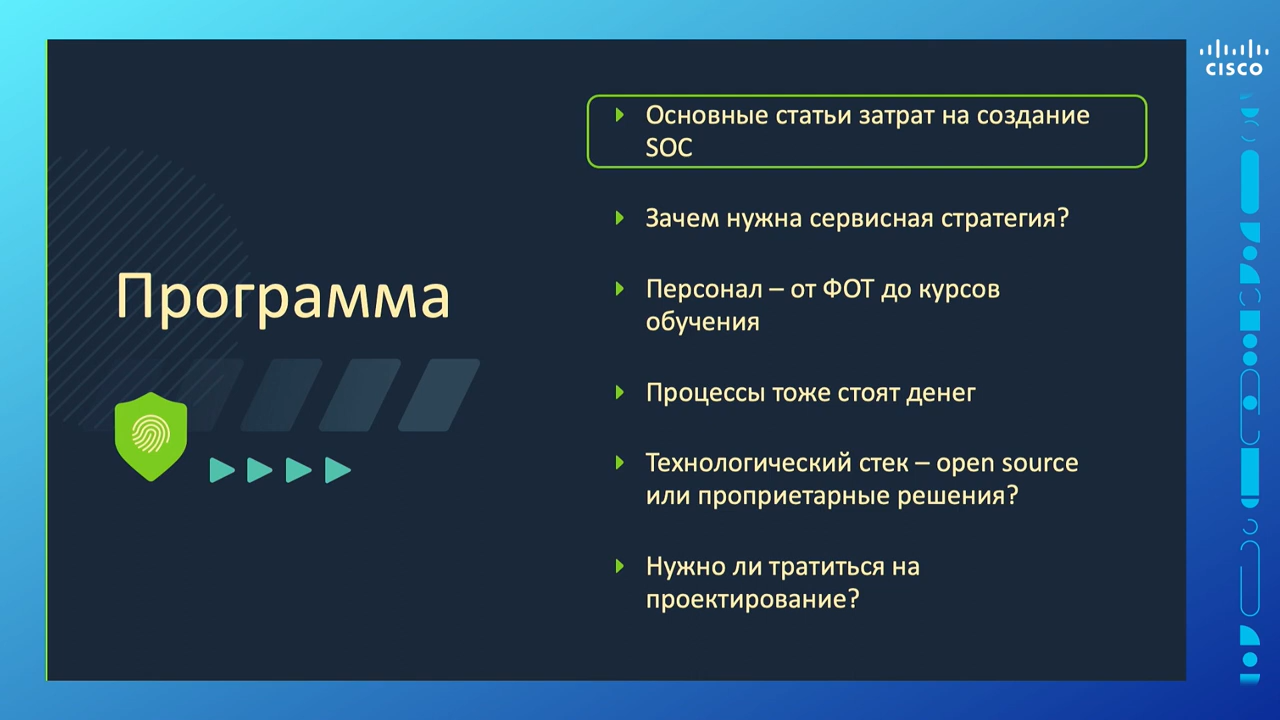 Программа
Основные статьи затрат на создание
SOC
Зачем нужна сервисная стратегия?
Персонал – от ФОТ до курсов
обучения
Процессы тоже стоят денег
Технологический стек – open source
или проприетарные решения?
Нужно ли тратиться на
проектирование?
CISCO